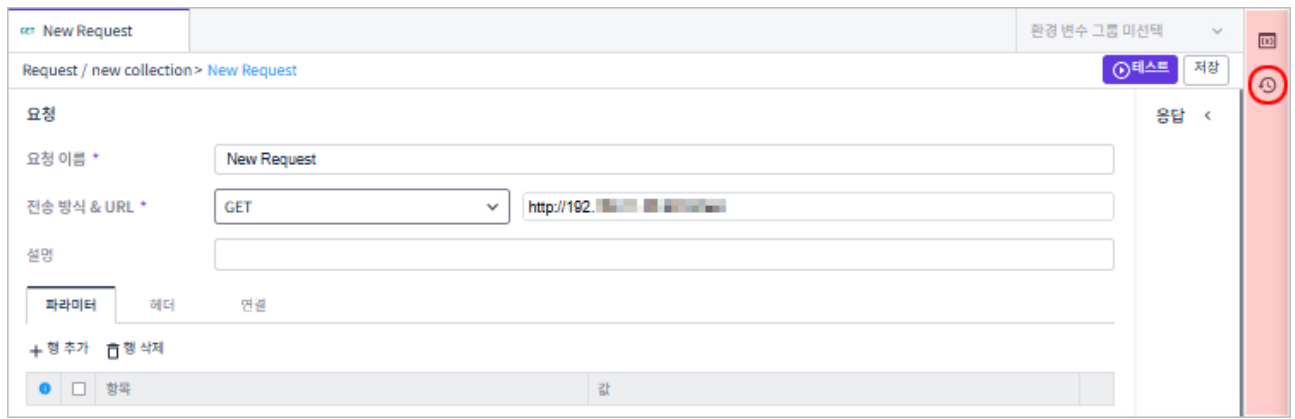 GET New Request 환경 변수 그룹 미선택
Request / new collection> New Request 테스트 저장
요청 응답
요청 이름 * New Request
전송 방식 & URL * GET http://192.
설명
파라미터 헤더 연결
행 추가 행 삭제
항목 값